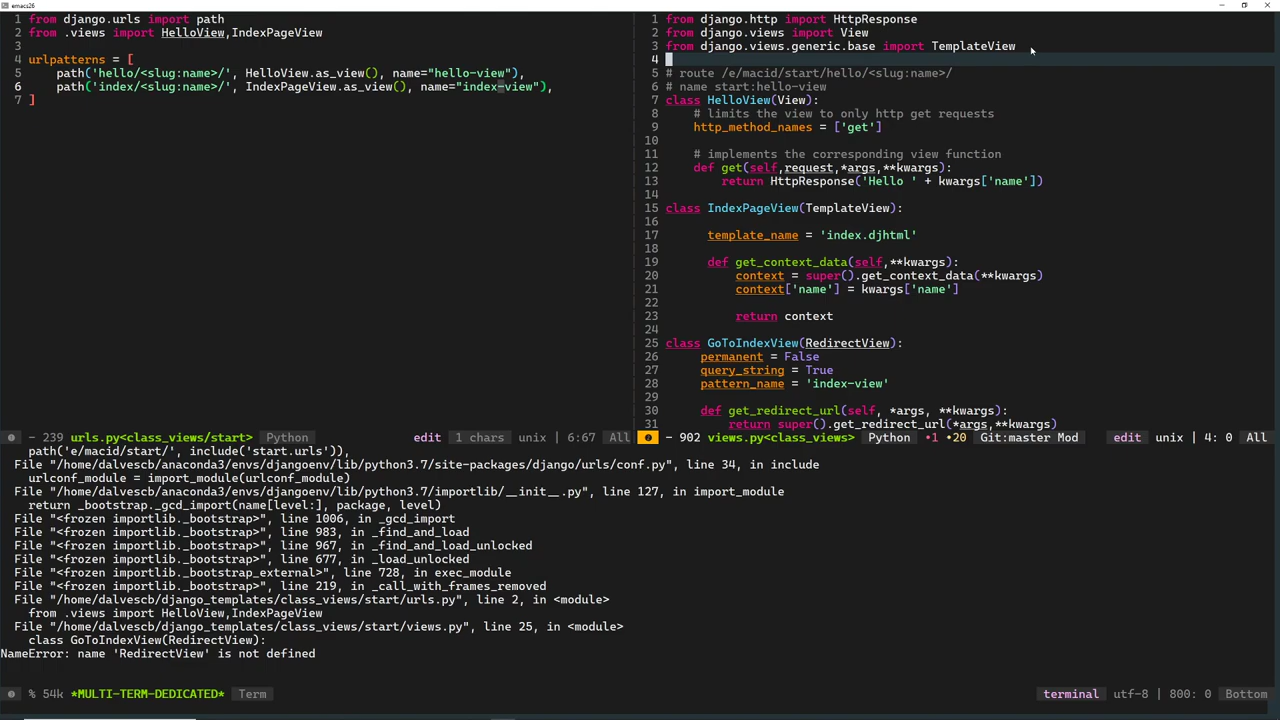 emacs26
1 from django.urls import path
2 from .views import HelloView,IndexPageView
3
4 urlpatterns = [
5     path('hello/<slug:name>/', HelloView.as_view(), name="hello-view"),
6     path('index/<slug:name>/', IndexPageView.as_view(), name="index-view"),
7 ]
- 239 urls.py<class_views/start> Python edit 1 chars unix | 6:67 All
1 from django.http import HttpResponse
2 from django.views import View
3 from django.views.generic.base import TemplateView
4
5 # route /e/macid/start/hello/<slug:name>/
6 # name start:hello-view
7 class HelloView(View):
8     # limits the view to only http get requests
9     http_method_names = ['get']
10
11     # implements the corresponding view function
12     def get(self,request,*args,**kwargs):
13         return HttpResponse('Hello ' + kwargs['name'])
14
15 class IndexPageView(TemplateView):
16
17       template_name = 'index.djhtml'
18
19       def get_context_data(self,**kwargs):
20           context = super().get_context_data(**kwargs)
21           context['name'] = kwargs['name']
22
23           return context
24
25 class GoToIndexView(RedirectView):
26      permanent = False
27      query_string = True
28      pattern_name = 'index-view'
29
30      def get_redirect_url(self, *args, **kwargs):
31          return super().get_redirect_url(*args,**kwargs)
- 902 views.py<class_views> Python •1 •20 Git:master Mod edit unix | 4: 0 All
path('e/macid/start/', include('start.urls')),
File "/home/dalvescb/anaconda3/envs/djangoenv/lib/python3.7/site-packages/django/urls/conf.py", line 34, in include
urlconf_module = import_module(urlconf_module)
File "/home/dalvescb/anaconda3/envs/djangoenv/lib/python3.7/importlib/__init__.py", line 127, in import_module
return _bootstrap._gcd_import(name[level:], package, level)
File "<frozen importlib._bootstrap>", line 1006, in _gcd_import
File "<frozen importlib._bootstrap>", line 983, in _find_and_load
File "<frozen importlib._bootstrap>", line 967, in _find_and_load_unlocked
File "<frozen importlib._bootstrap>", line 677, in _load_unlocked
File "<frozen importlib._bootstrap_external>", line 728, in exec_module
File "<frozen importlib._bootstrap>", line 219, in _call_with_frames_removed
File "/home/dalvescb/django_templates/class_views/start/urls.py", line 2, in <module>
from .views import HelloView,IndexPageView
File "/home/dalvescb/django_templates/class_views/start/views.py", line 25, in <module>
class GoToIndexView(RedirectView):
NameError: name 'RedirectView' is not defined
% 54k *MULTI-TERM-DEDICATED* Term terminal utf-8 | 800: 0 Bottom